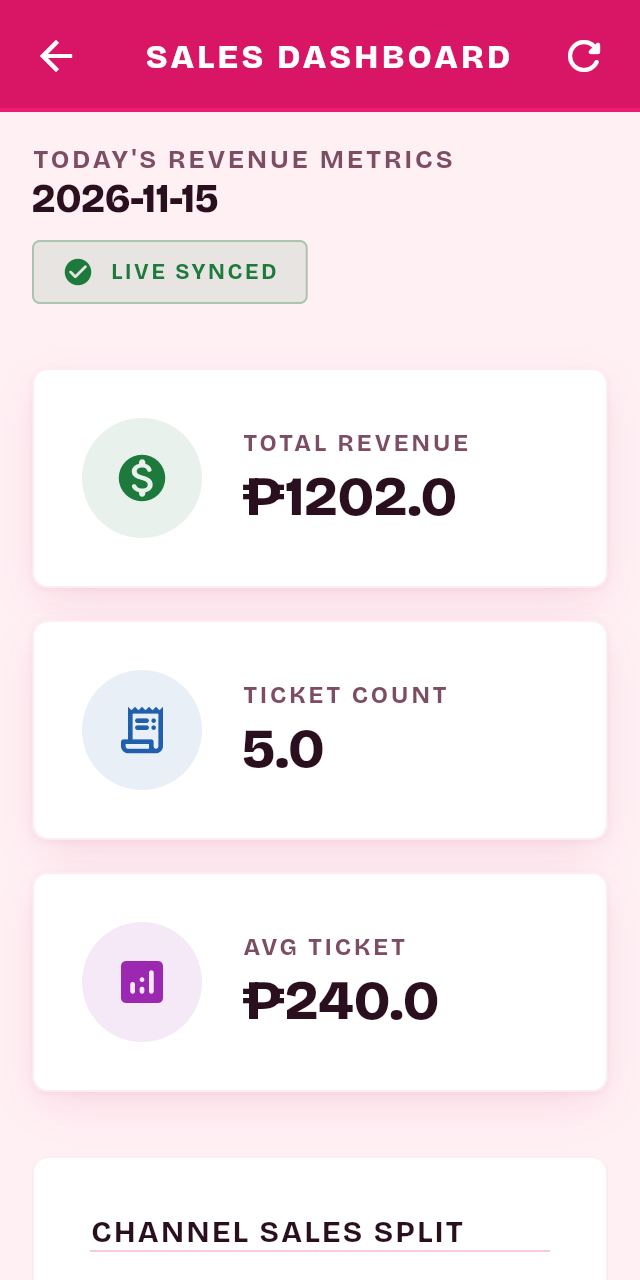 SALES DASHBOARD
TODAY'S REVENUE METRICS
2026-11-15
LIVE SYNCED
TOTAL REVENUE
₱1202.0
TICKET COUNT
5.0
AVG TICKET
₱240.0
CHANNEL SALES SPLIT